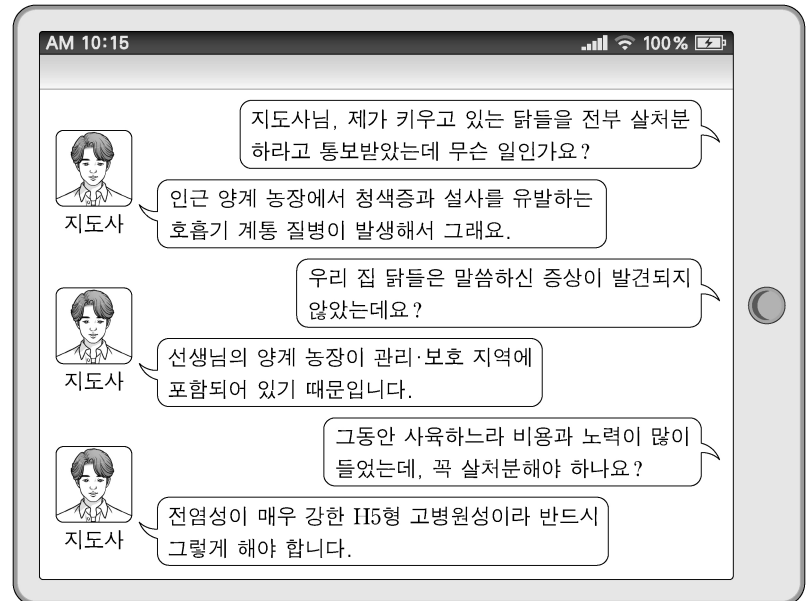 AM 10:15 100%
지도사님, 제가 키우고 있는 닭들을 전부 살처분
하라고 통보받았는데 무슨 일인가요?
지도사
인근 양계 농장에서 청색증과 설사를 유발하는
호흡기 계통 질병이 발생해서 그래요.
우리 집 닭들은 말씀하신 증상이 발견되지
않았는데요?
지도사
선생님의 양계 농장이 관리·보호 지역에
포함되어 있기 때문입니다.
그동안 사육하느라 비용과 노력이 많이
들었는데, 꼭 살처분해야 하나요?
지도사
전염성이 매우 강한 H5형 고병원성이라 반드시
그렇게 해야 합니다.